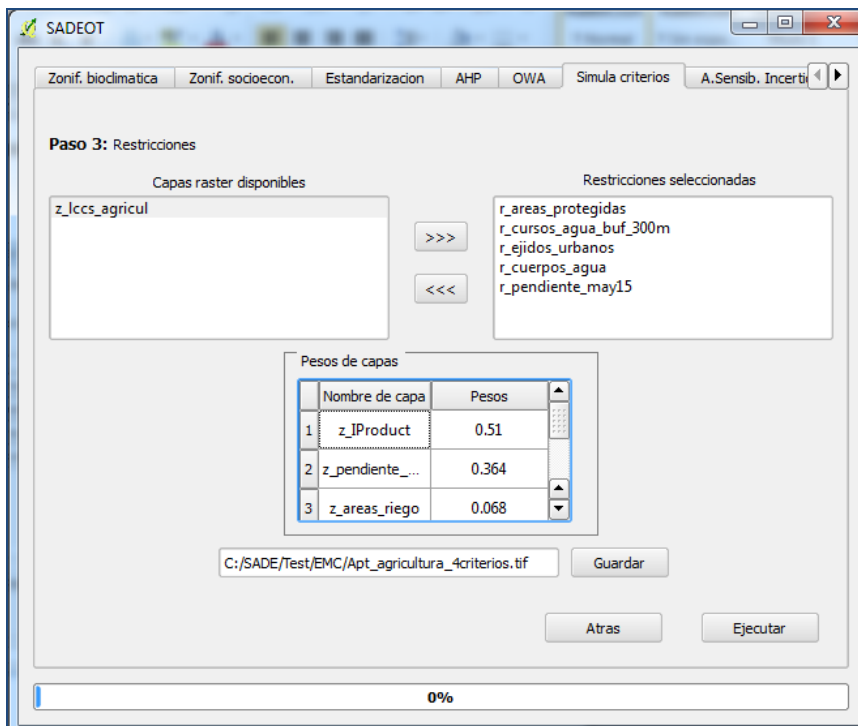 SADEOT
Zonif. bioclimatica Zonif. socioecon. Estandarizacion AHP OWA Simula criterios A.Sensib. Incerti
Paso 3: Restricciones
Capas raster disponibles
Restricciones seleccionadas
z_lccs_agricul
r_areas_protegidas
r_cursos_agua_buf_300m
r_ejidos_urbanos
r_cuerpos_agua
r_pendiente_may15
>>>
<<<
Pesos de capas
Nombre de capa Pesos
1 z_IProduct 0.51
2 z_pendiente_... 0.364
3 z_areas_riego 0.068
C:/SADE/Test/EMC/Apt_agricultura_4criterios.tif Guardar
Atras Ejecutar
0%